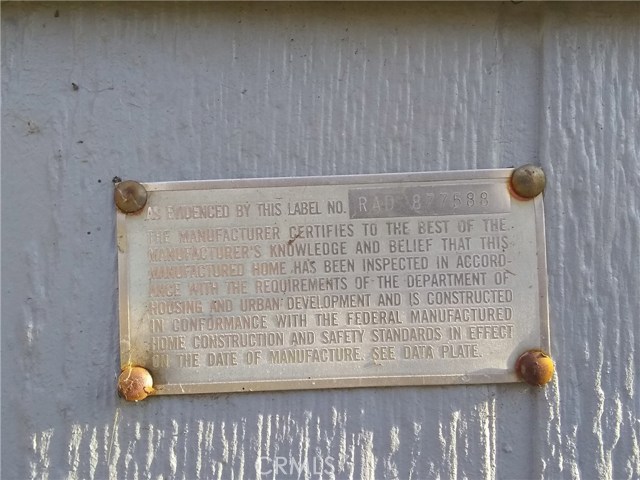 AS EVIDENCED BY THIS LABEL NO. RAD
THE MANUFACTURER CERTIFIES TO THE BEST OF THE
MANUFACTURER'S KNOWLEDGE AND BELIEF THAT THIS
MANUFACTURED HOME HAS BEEN INSPECTED IN ACCORD-
ANCE WITH THE REQUIREMENTS OF THE DEPARTMENT OF
HOUSING AND URBAN DEVELOPMENT AND IS CONSTRUCTED
IN CONFORMANCE WITH THE FEDERAL MANUFACTURED
HOME CONSTRUCTION AND SAFETY STANDARDS IN EFFECT
ON THE DATE OF MANUFACTURE. SEE DATA PLATE.
CRMLS